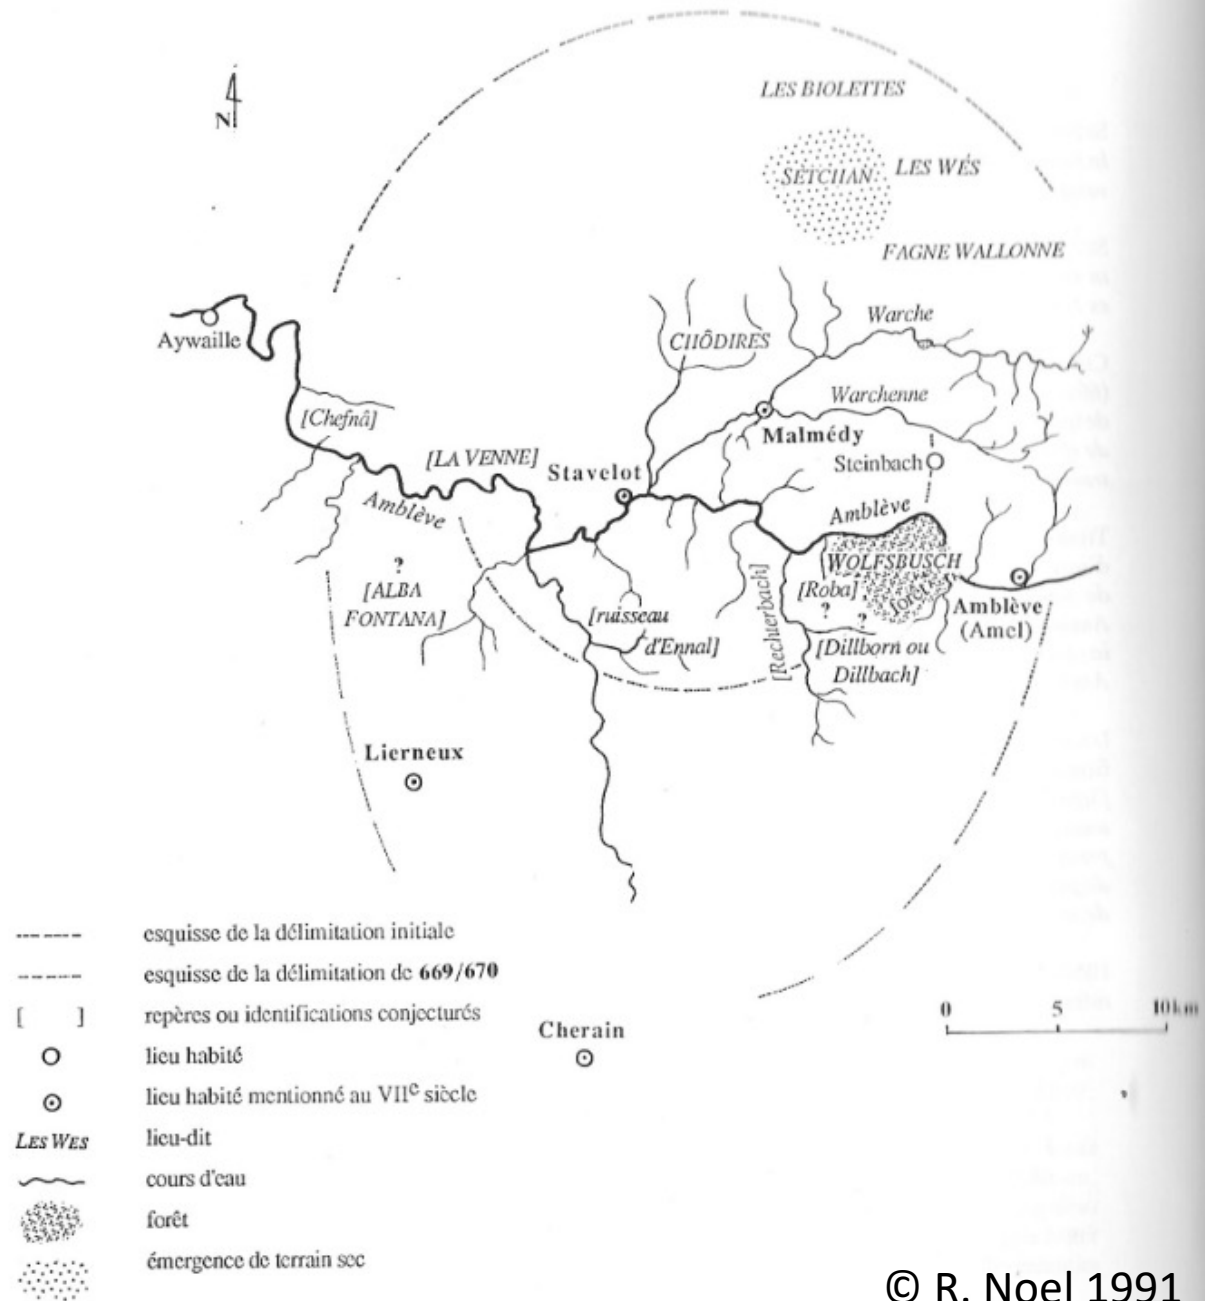 N
LES BIOLETTES
SETCHAN
LES WÉS
FAGNE WALLONNE
Aywaille
CHÔDIRES
Warche
[Chefnâ]
Warchenne
Malmédy
[LA VENNE]
Stavelot
Steinbach
Amblève
Amblève
WOLFSBUSCH
forêt
?
[ALBA
FONTANA]
[ruisseau
d'Ennal]
[Rechterbach]
[Roba]
?
?
Amblève
(Amel)
[Dillborn ou
Dillbach]
Lierneux
esquisse de la délimitation initiale
esquisse de la délimitation de 669/670
[ ] repères ou identifications conjecturés
lieu habité
lieu habité mentionné au VIIe siècle
LES WES lieu-dit
cours d'eau
forêt
émergence de terrain sec
Cherain
0 5 10 km
© R. Noel 1991